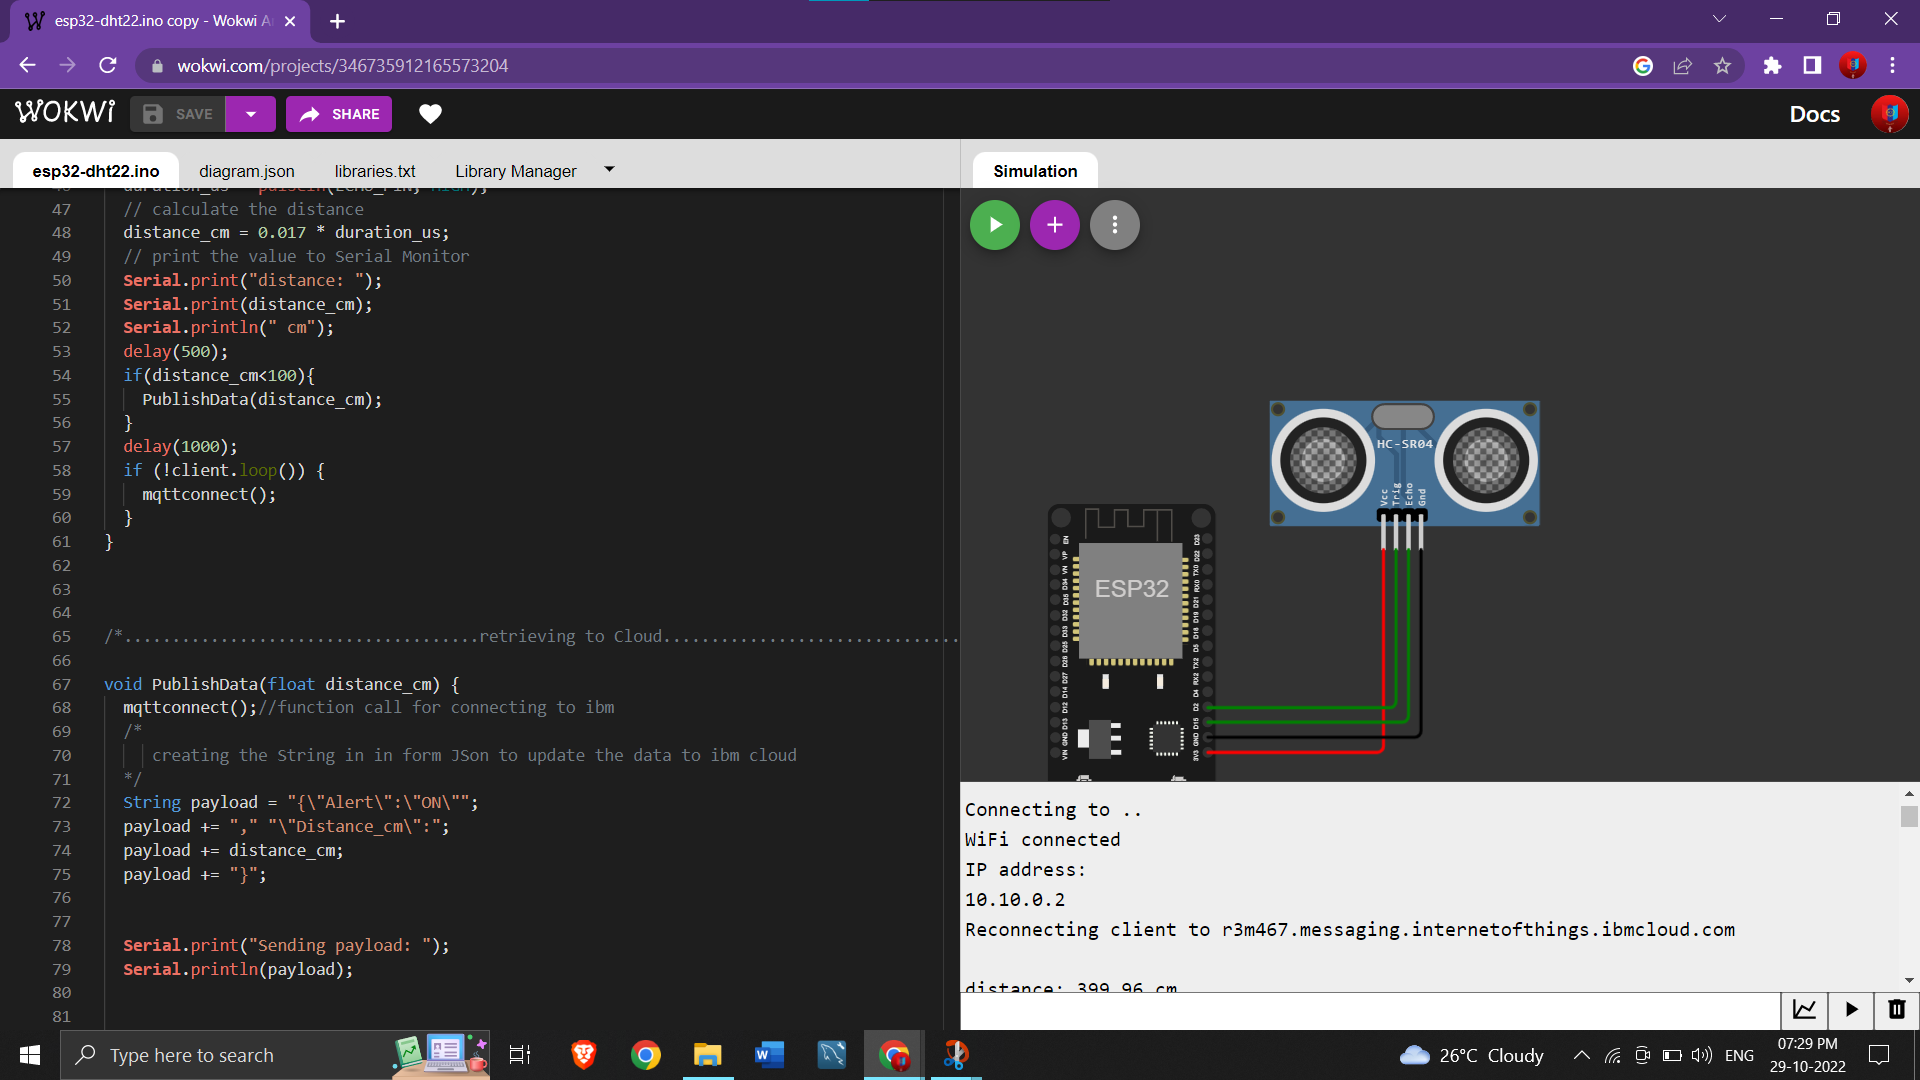 esp32-dht22.ino copy - Wokwi A
wokwi.com/projects/346735912165573204
WOKWi
SAVE
SHARE
Docs
esp32-dht22.ino
diagram.json
libraries.txt
Library Manager
Simulation
47 // calculate the distance
48 distance_cm = 0.017 * duration_us;
49 // print the value to Serial Monitor
50 Serial.print("distance: ");
51 Serial.print(distance_cm);
52 Serial.println(" cm");
53 delay(500);
54 if(distance_cm<100){
55 PublishData(distance_cm);
56 }
57 delay(1000);
58 if (!client.loop()) {
59 mqttconnect();
60 }
61 }
62
63
64
65 /*.....................................retrieving to Cloud...............................
66
67 void PublishData(float distance_cm) {
68 mqttconnect();//function call for connecting to ibm
69 /*
70 creating the String in in form JSon to update the data to ibm cloud
71 */
72 String payload = "{\"Alert\":\"ON\"";
73 payload += "," "\"Distance_cm\":";
74 payload += distance_cm;
75 payload += "}";
76
77
78 Serial.print("Sending payload: ");
79 Serial.println(payload);
80
81
HC-SR04
Vcc
Trig
Echo
Gnd
ESP32
Connecting to ..
WiFi connected
IP address:
10.10.0.2
Reconnecting client to r3m467.messaging.internetofthings.ibmcloud.com
distance: 399.96 cm
Type here to search
26°C Cloudy
ENG
07:29 PM
29-10-2022